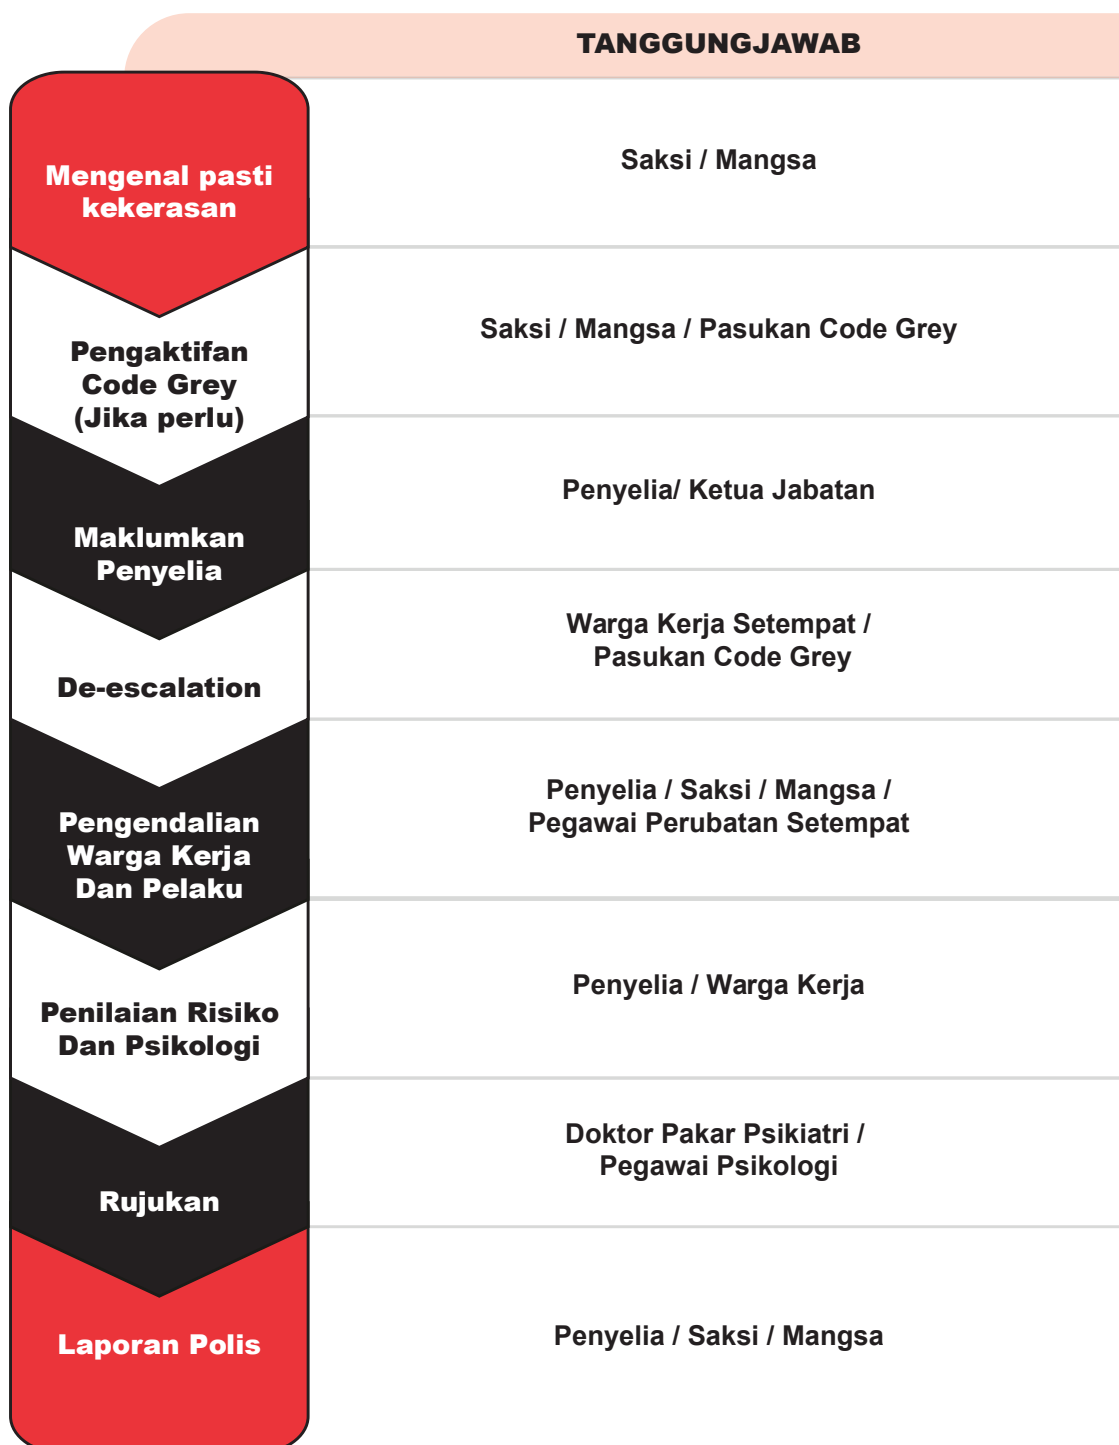 TANGGUNGJAWAB
Mengenal pasti
kekerasan
Saksi / Mangsa
Pengaktifan
Code Grey
(Jika perlu)
Saksi / Mangsa / Pasukan Code Grey
Maklumkan
Penyelia
Penyelia/ Ketua Jabatan
De-escalation
Warga Kerja Setempat /
Pasukan Code Grey
Pengendalian
Warga Kerja
Dan Pelaku
Penyelia / Saksi / Mangsa /
Pegawai Perubatan Setempat
Penilaian Risiko
Dan Psikologi
Penyelia / Warga Kerja
Rujukan
Doktor Pakar Psikiatri /
Pegawai Psikologi
Laporan Polis
Penyelia / Saksi / Mangsa